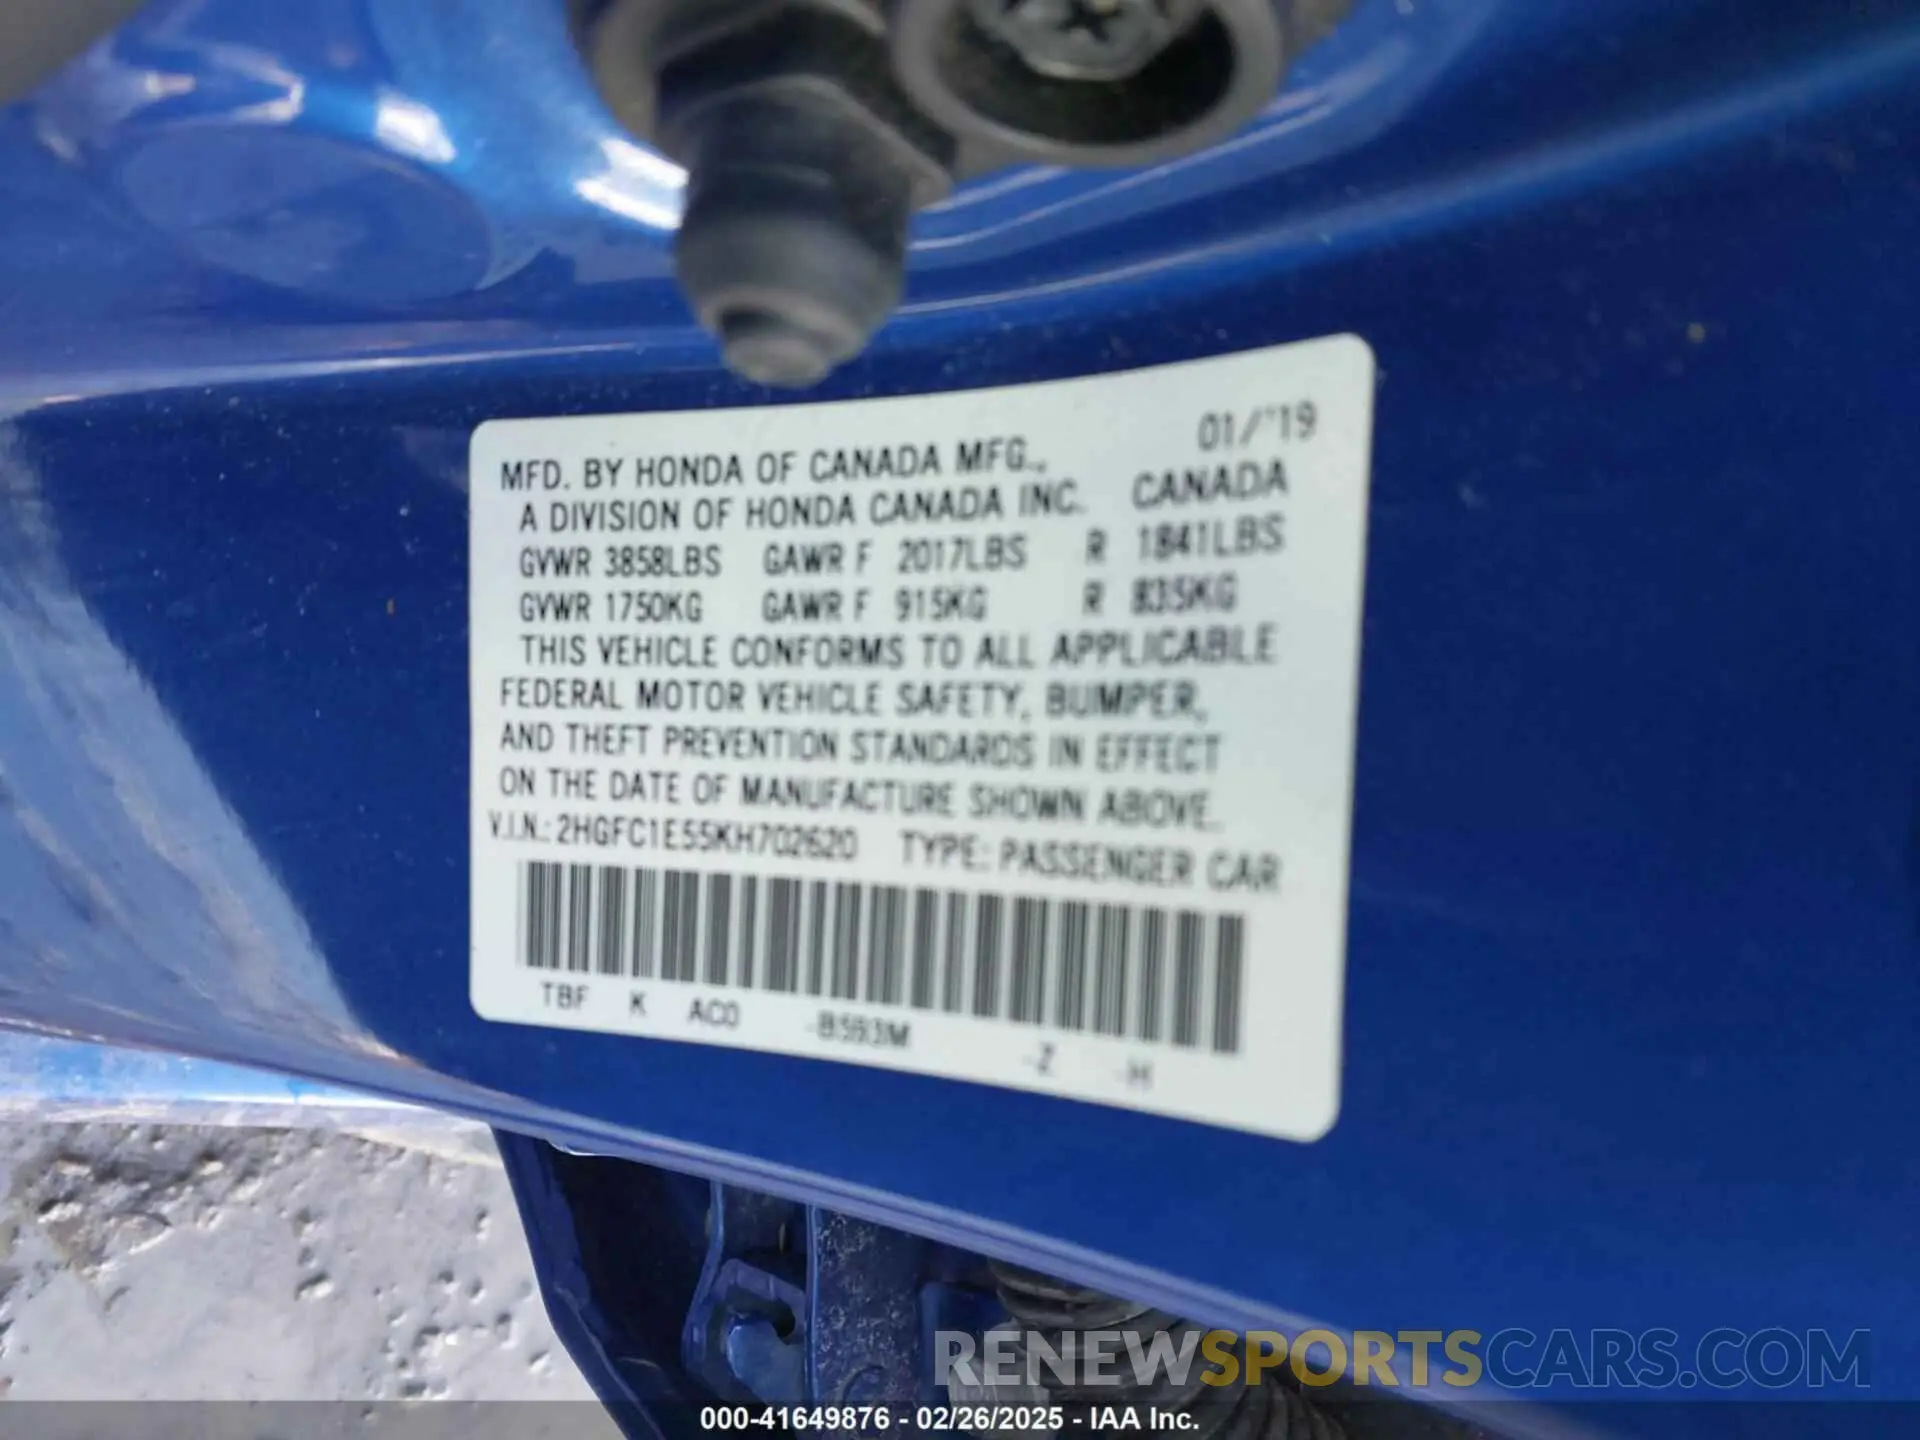 01/'19
MFD. BY HONDA OF CANADA MFG.,
A DIVISION OF HONDA CANADA INC. CANADA
GVWR 3858LBS GAWR F 2017LBS R 1841LBS
GVWR 1750KG GAWR F 915KG R 835KG
THIS VEHICLE CONFORMS TO ALL APPLICABLE
FEDERAL MOTOR VEHICLE SAFETY, BUMPER,
AND THEFT PREVENTION STANDARDS IN EFFECT
ON THE DATE OF MANUFACTURE SHOWN ABOVE.
V.I.N.: 2HGFC1E55KH702620 TYPE: PASSENGER CAR
TBF K AC0 -B593M -Z -H
RENEWSPORTSCARS.COM
000-41649876 - 02/26/2025 - IAA Inc.